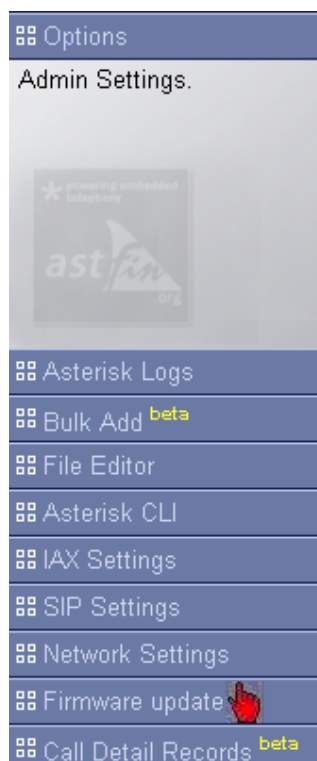 Options
Admin Settings.
* powering embedded
telephony
astfin
.org
Asterisk Logs
Bulk Add beta
File Editor
Asterisk CLI
IAX Settings
SIP Settings
Network Settings
Firmware update
Call Detail Records beta